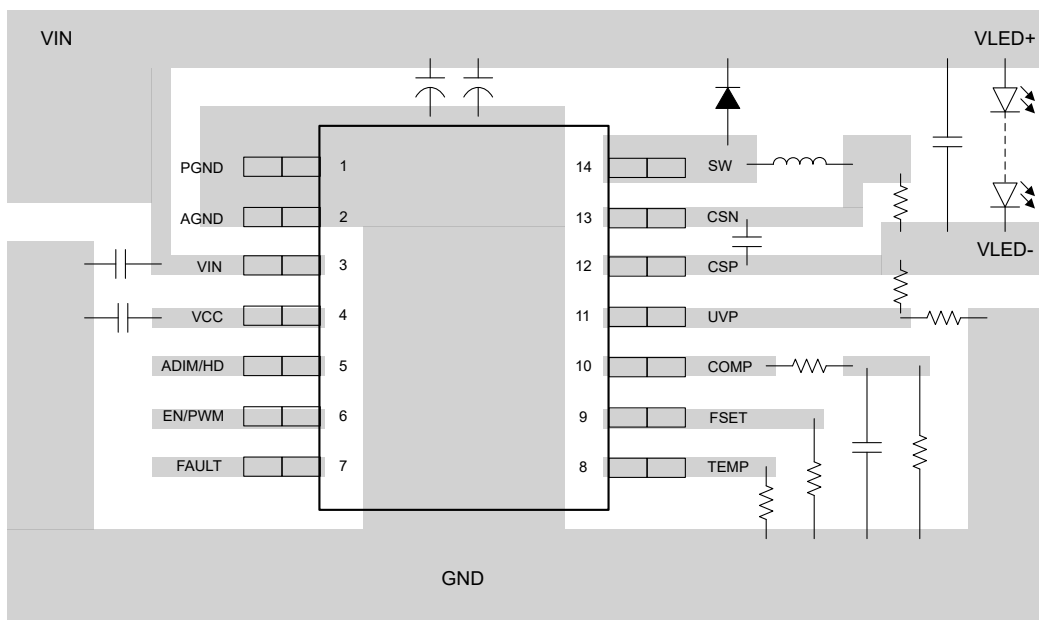 VIN
VLED+
PGND 1 14 SW
AGND 2 13 CSN
VLED-
VIN 3 12 CSP
VCC 4 11 UVP
ADIM/HD 5 10 COMP
EN/PWM 6 9 FSET
FAULT 7 8 TEMP
GND